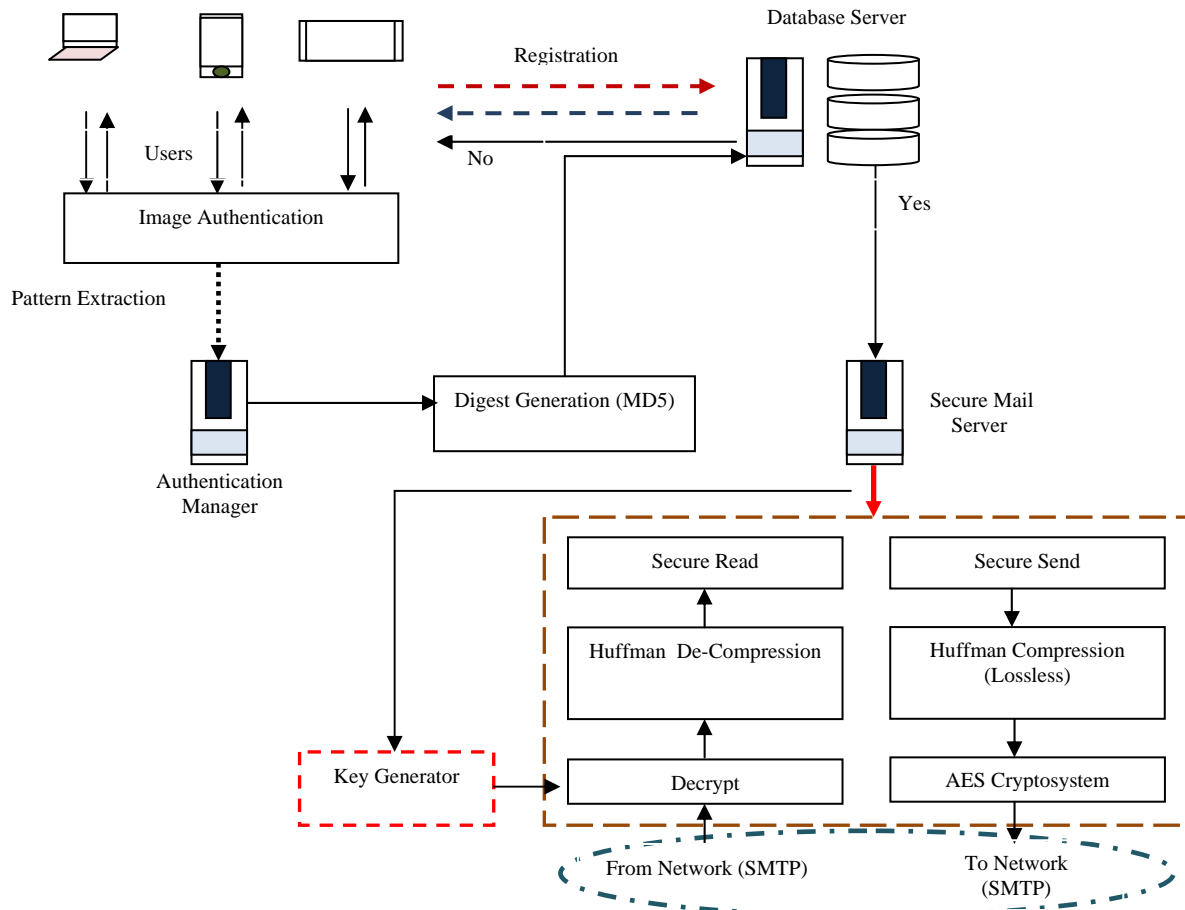 Database Server
Registration
Users
No
Yes
Image Authentication
Pattern Extraction
Digest Generation (MD5)
Secure Mail
Server
Authentication
Manager
Secure Read
Secure Send
Huffman De-Compression
Huffman Compression
(Lossless)
Key Generator
Decrypt
AES Cryptosystem
From Network (SMTP)
To Network
(SMTP)